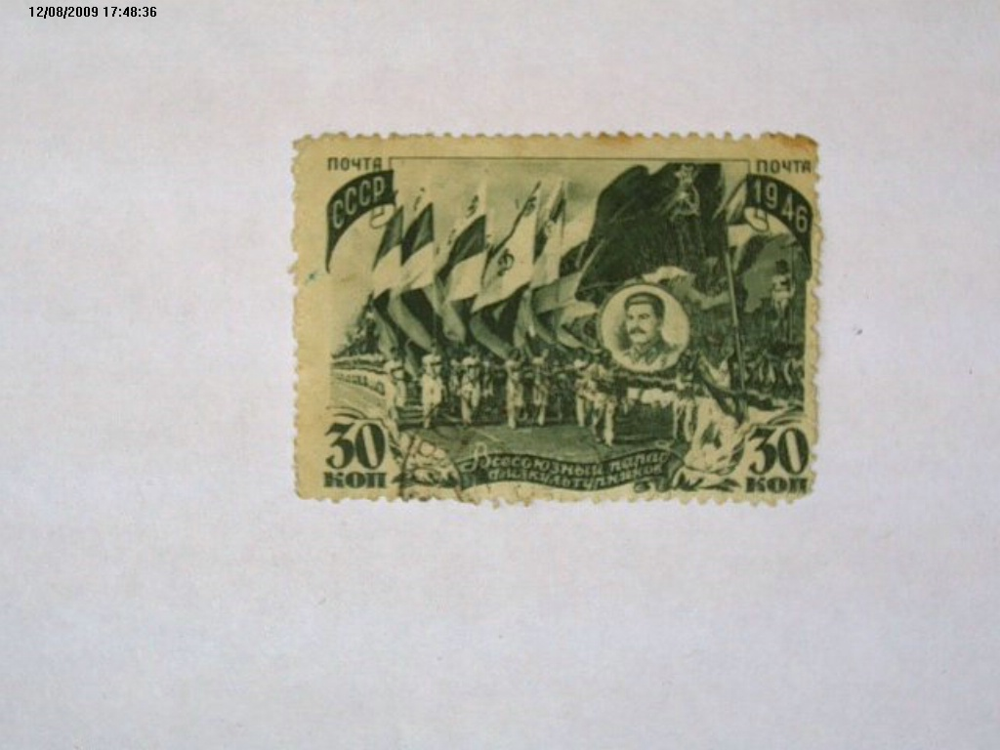 12/08/2009 17:48:36
ПОЧТА
ПОЧТА
СССР
1946
30
КОП
30
КОП
Всесоюзный парад
физкультурников